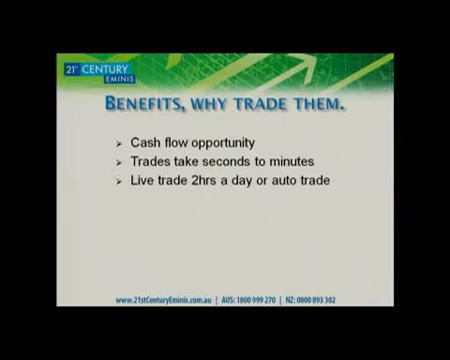 21st CENTURY
EMINIS
BENEFITS, WHY TRADE THEM.
➢ Cash flow opportunity
➢ Trades take seconds to minutes
➢ Live trade 2hrs a day or auto trade
www.21stCenturyEminis.com.au | AUS: 1800 999 270 | NZ: 0800 893 302